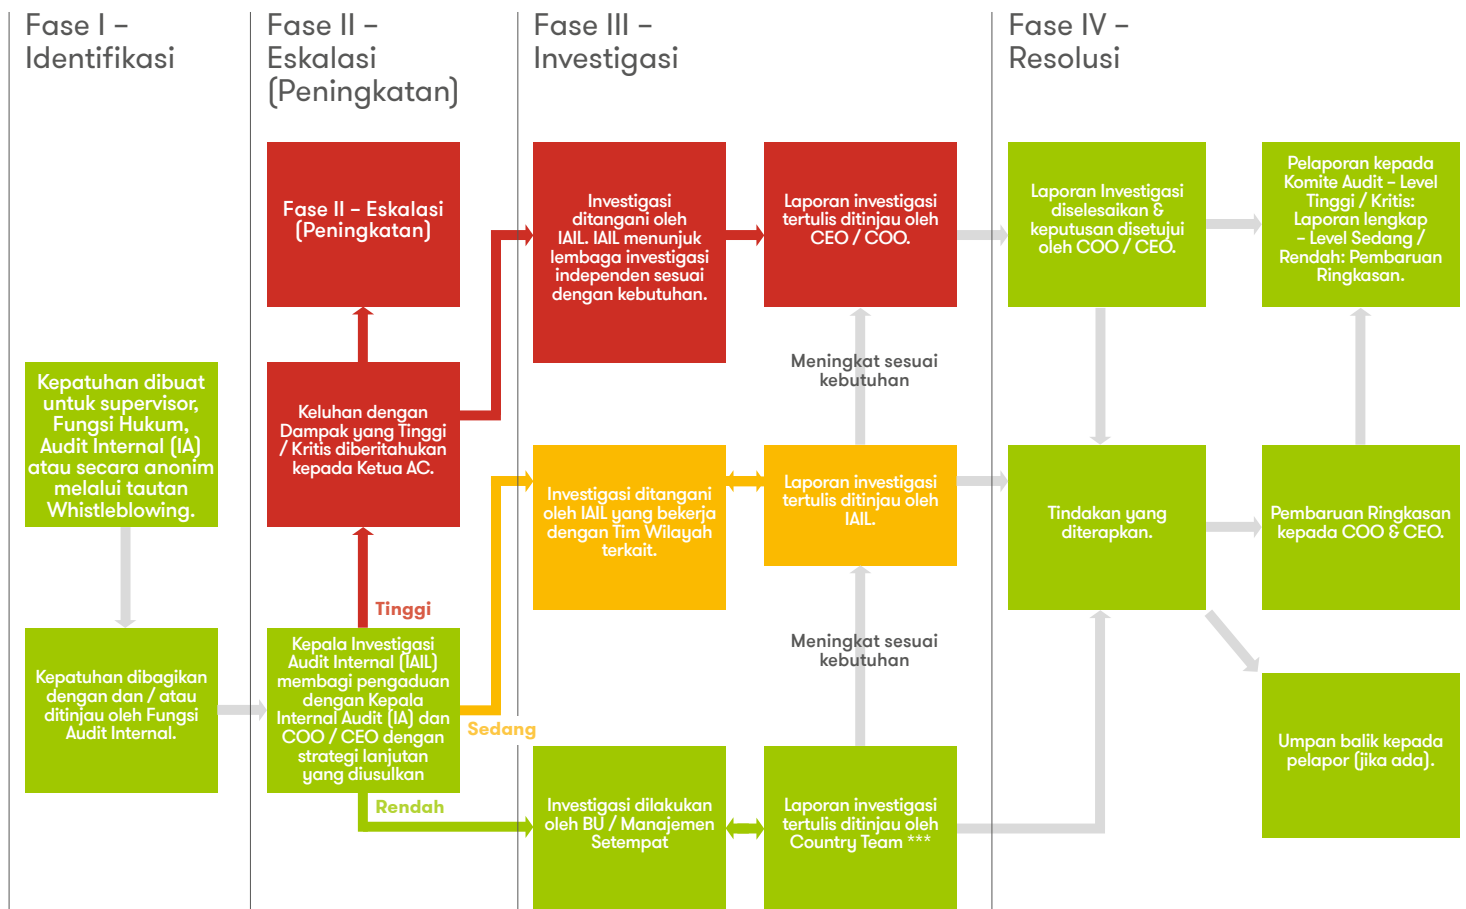 Fase I –
Identifikasi
Fase II –
Eskalasi
(Peningkatan)
Fase III –
Investigasi
Fase IV –
Resolusi
Kepatuhan dibuat
untuk supervisor,
Fungsi Hukum,
Audit Internal (IA)
atau secara anonim
melalui tautan
Whistleblowing.
Kepatuhan dibagikan
dengan dan / atau
ditinjau oleh Fungsi
Audit Internal.
Fase II – Eskalasi
(Peningkatan)
Keluhan dengan
Dampak yang Tinggi
/ Kritis diberitahukan
kepada Ketua AC.
Tinggi
Kepala Investigasi
Audit Internal (IAIL)
membagi pengaduan
dengan Kepala
Internal Audit (IA) dan
COO / CEO dengan
strategi lanjutan
yang diusulkan
Sedang
Rendah
Investigasi
ditangani oleh
IAIL. IAIL menunjuk
lembaga investigasi
independen sesuai
dengan kebutuhan.
Laporan investigasi
tertulis ditinjau oleh
CEO / COO.
Meningkat sesuai
kebutuhan
Investigasi ditangani
oleh IAIL yang bekerja
dengan Tim Wilayah
terkait.
Laporan investigasi
tertulis ditinjau oleh
IAIL.
Meningkat sesuai
kebutuhan
Investigasi dilakukan
oleh BU / Manajemen
Setempat
Laporan investigasi
tertulis ditinjau oleh
Country Team ***
Laporan Investigasi
diselesaikan &
keputusan disetujui
oleh COO / CEO.
Pelaporan kepada
Komite Audit – Level
Tinggi / Kritis:
Laporan lengkap
– Level Sedang /
Rendah: Pembaruan
Ringkasan.
Tindakan yang
diterapkan.
Pembaruan Ringkasan
kepada COO & CEO.
Umpan balik kepada
pelapor (jika ada).